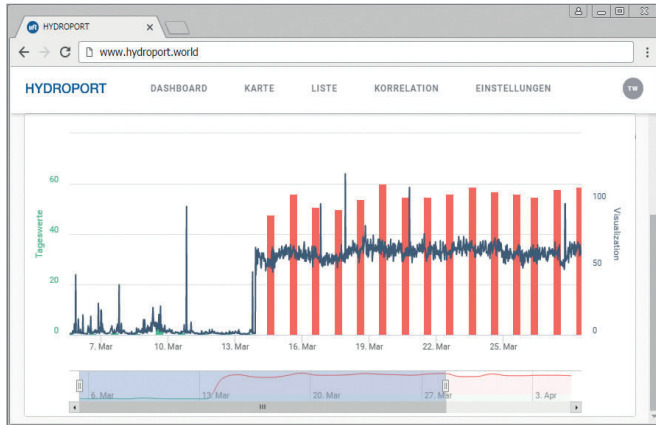 HYDROPORT
www.hydroport.world
HYDROPORT DASHBOARD KARTE LISTE KORRELATION EINSTELLUNGEN TW
60
40
20
0
Tageswerte
100
50
0
Visualization
7. Mar 10. Mar 13. Mar 16. Mar 19. Mar 22. Mar 25. Mar
6. Mar 13. Mar 20. Mar 27. Mar 3. Apr